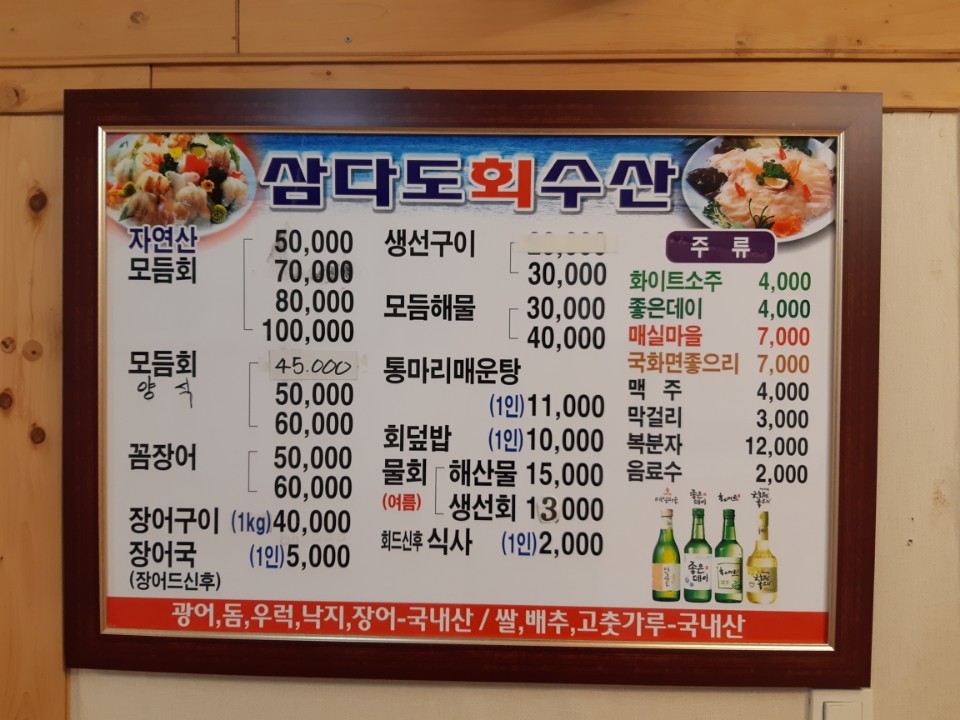 삼다도회수산
자연산 50,000
모듬회 70,000
80,000
100,000
모듬회 45.000
양식 50,000
60,000
꼼장어 50,000
60,000
장어구이 (1kg)40,000
장어국 (1인)5,000
(장어드신후)
생선구이
30,000
모듬해물 30,000
40,000
통마리매운탕
(1인)11,000
회덮밥 (1인)10,000
물회 해산물 15,000
(여름) 생선회 13,000
회드신후 식사 (1인)2,000
주 류
화이트소주 4,000
좋은데이 4,000
매실마을 7,000
국화면좋으리 7,000
맥 주 4,000
막걸리 3,000
복분자 12,000
음료수 2,000
좋은데이
광어,돔,우럭,낙지,장어-국내산 / 쌀,배추,고춧가루-국내산